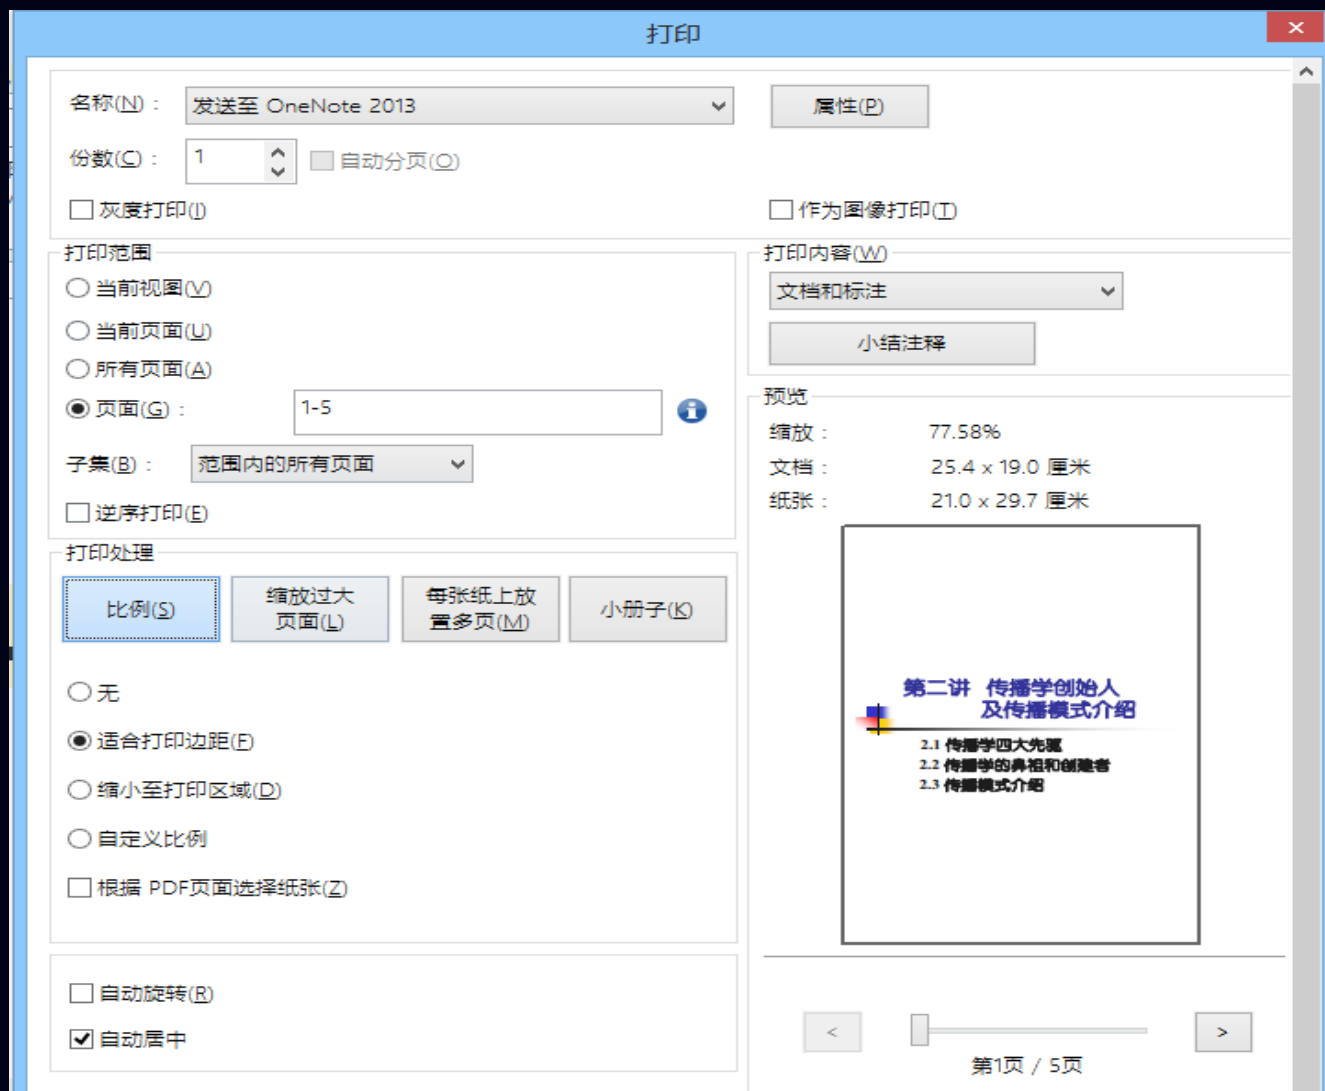 打印
名称(N)：
发送至 OneNote 2013
属性(P)
份数(C)：
1
自动分页(O)
灰度打印(I)
作为图像打印(T)
打印范围
当前视图(V)
当前页面(U)
所有页面(A)
页面(G)：
1-5
子集(B)：
范围内的所有页面
逆序打印(E)
打印内容(W)
文档和标注
小结注释
打印处理
比例(S)
缩放过大
页面(L)
每张纸上放
置多页(M)
小册子(K)
无
适合打印边距(F)
缩小至打印区域(D)
自定义比例
根据 PDF页面选择纸张(Z)
自动旋转(R)
自动居中
预览
缩放： 77.58%
文档： 25.4 x 19.0 厘米
纸张： 21.0 x 29.7 厘米
第二讲 传播学创始人
及传播模式介绍
2.1 传播学四大先驱
2.2 传播学的鼻祖和创建者
2.3 传播模式介绍
<
>
第1页 / 5页